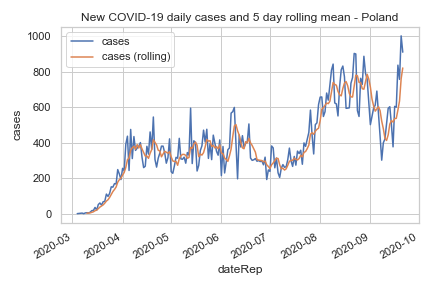 New COVID-19 daily cases and 5 day rolling mean - Poland
cases
cases (rolling)
1000
800
600
400
200
0
cases
2020-03
2020-04
2020-05
2020-06
2020-07
2020-08
2020-09
2020-10
dateRep